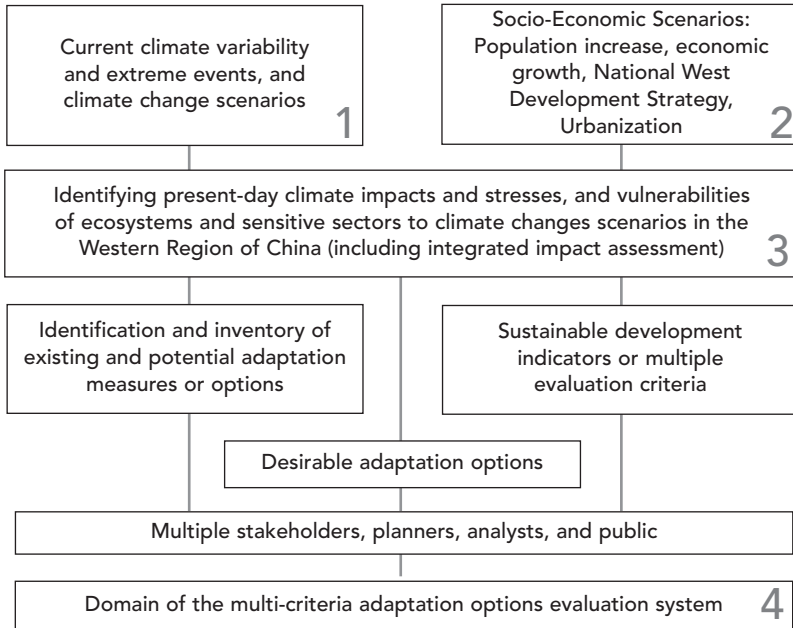 Current climate variability
and extreme events, and
climate change scenarios
1
Socio-Economic Scenarios:
Population increase, economic
growth, National West
Development Strategy,
Urbanization
2
Identifying present-day climate impacts and stresses, and vulnerabilities
of ecosystems and sensitive sectors to climate changes scenarios in the
Western Region of China (including integrated impact assessment)
3
Identification and inventory of
existing and potential adaptation
measures or options
Sustainable development
indicators or multiple
evaluation criteria
Desirable adaptation options
Multiple stakeholders, planners, analysts, and public
Domain of the multi-criteria adaptation options evaluation system
4